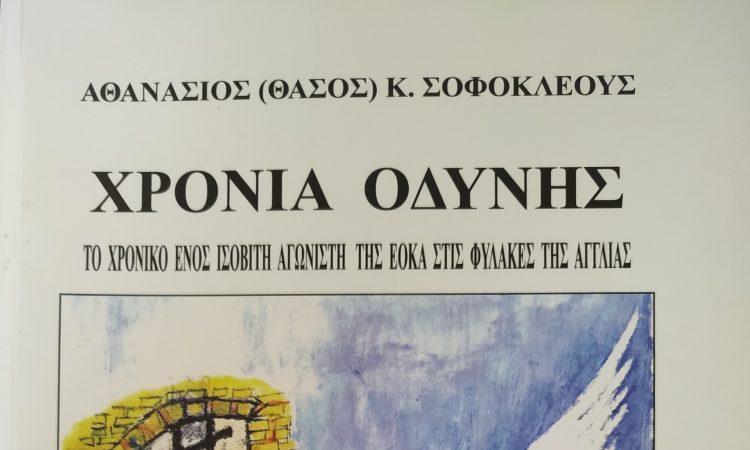 ΑΘΑΝΑΣΙΟΣ (ΘΑΣΟΣ) Κ. ΣΟΦΟΚΛΕΟΥΣ
ΧΡΟΝΙΑ ΟΔΥΝΗΣ
ΤΟ ΧΡΟΝΙΚΟ ΕΝΟΣ ΙΣΟΒΙΤΗ ΑΓΩΝΙΣΤΗ ΤΗΣ ΕΟΚΑ ΣΤΙΣ ΦΥΛΑΚΕΣ ΤΗΣ ΑΓΓΛΙΑΣ